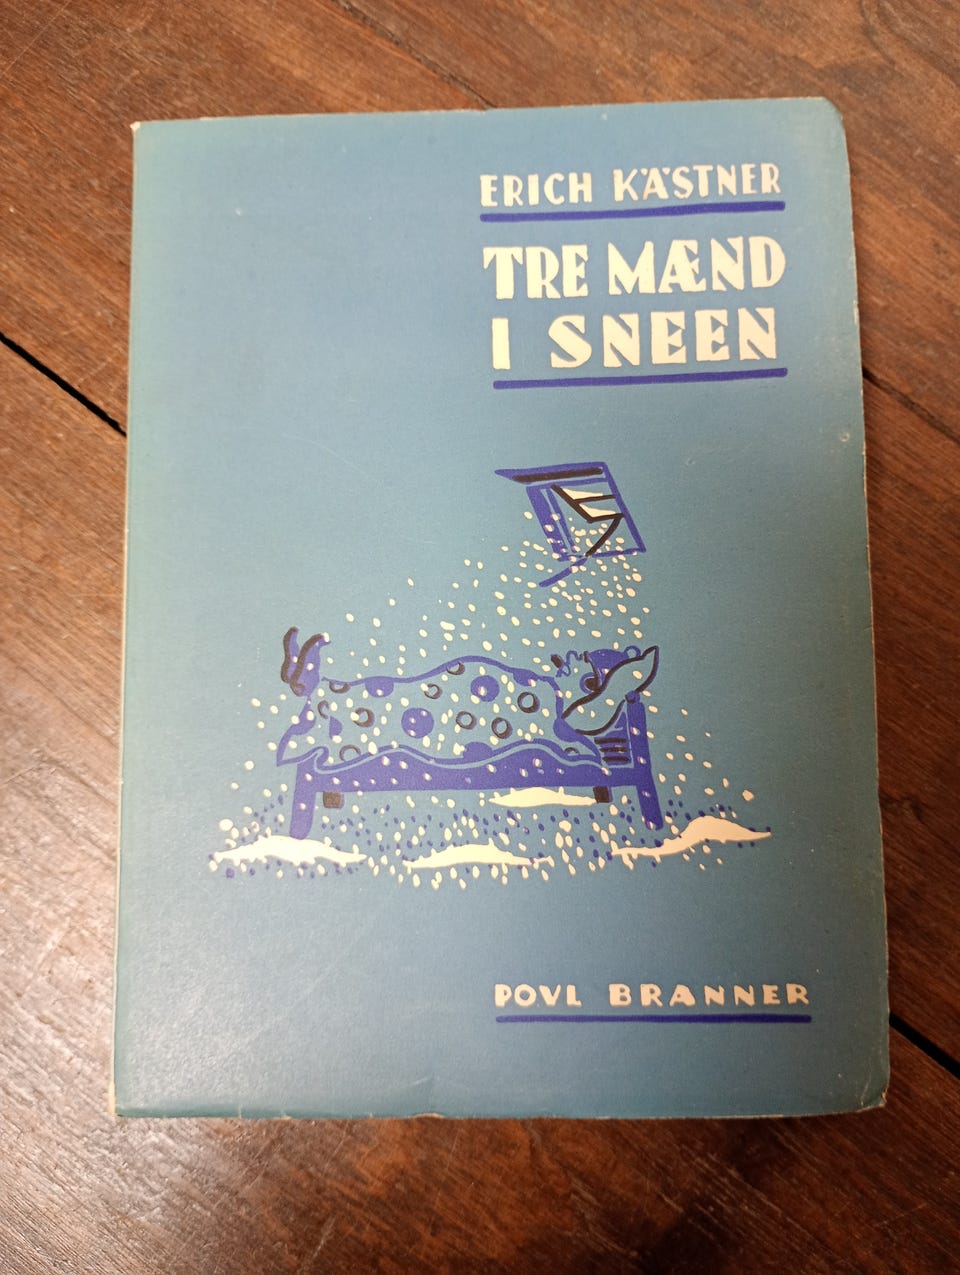 ERICH KÄSTNER
TRE MÆND
I SNEEN
POVL BRANNER